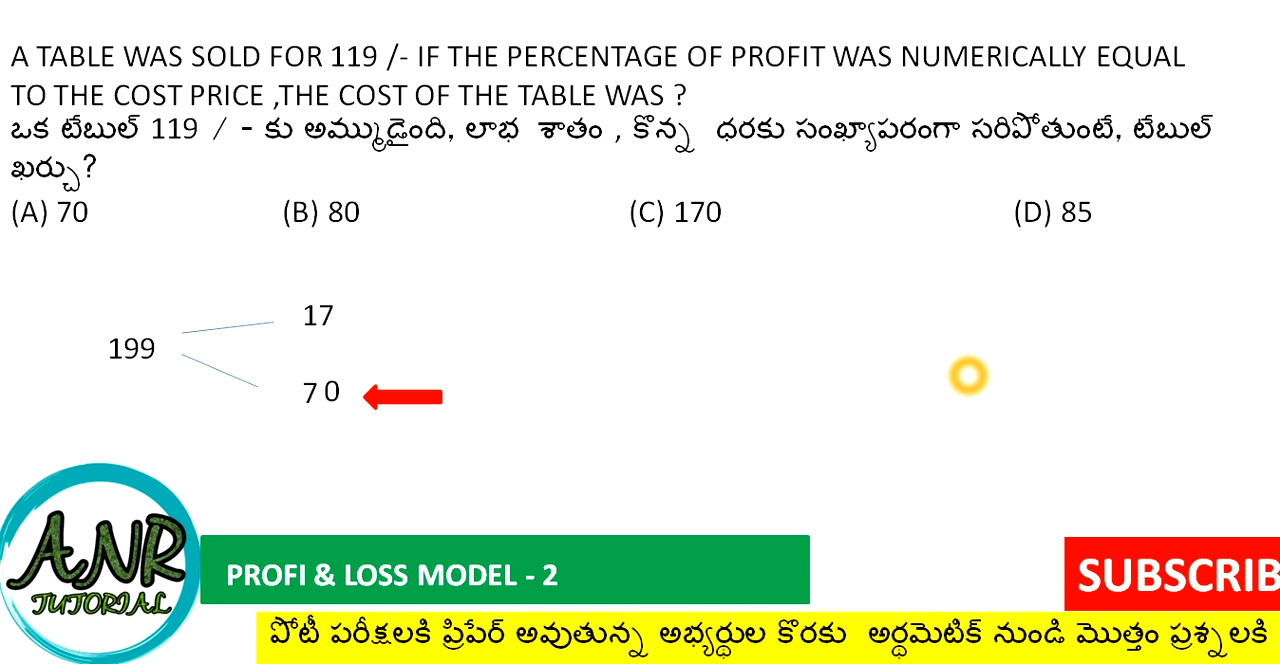 A TABLE WAS SOLD FOR 119 /- IF THE PERCENTAGE OF PROFIT WAS NUMERICALLY EQUAL
TO THE COST PRICE ,THE COST OF THE TABLE WAS ?
ఒక టేబుల్ 119 / - కు అమ్ముడైంది, లాభ శాతం , కొన్న ధరకు సంఖ్యాపరంగా సరిపోతుంటే, టేబుల్
ఖర్చు?
(A) 70 (B) 80 (C) 170 (D) 85
17
199
70
ANR
TUTORIAL
PROFI & LOSS MODEL - 2
SUBSCRIB
పోటీ పరీక్షలకి ప్రిపేర్ అవుతున్న అభ్యర్థుల కొరకు అర్థమెటిక్ నుండి మొత్తం ప్రశ్నలకి